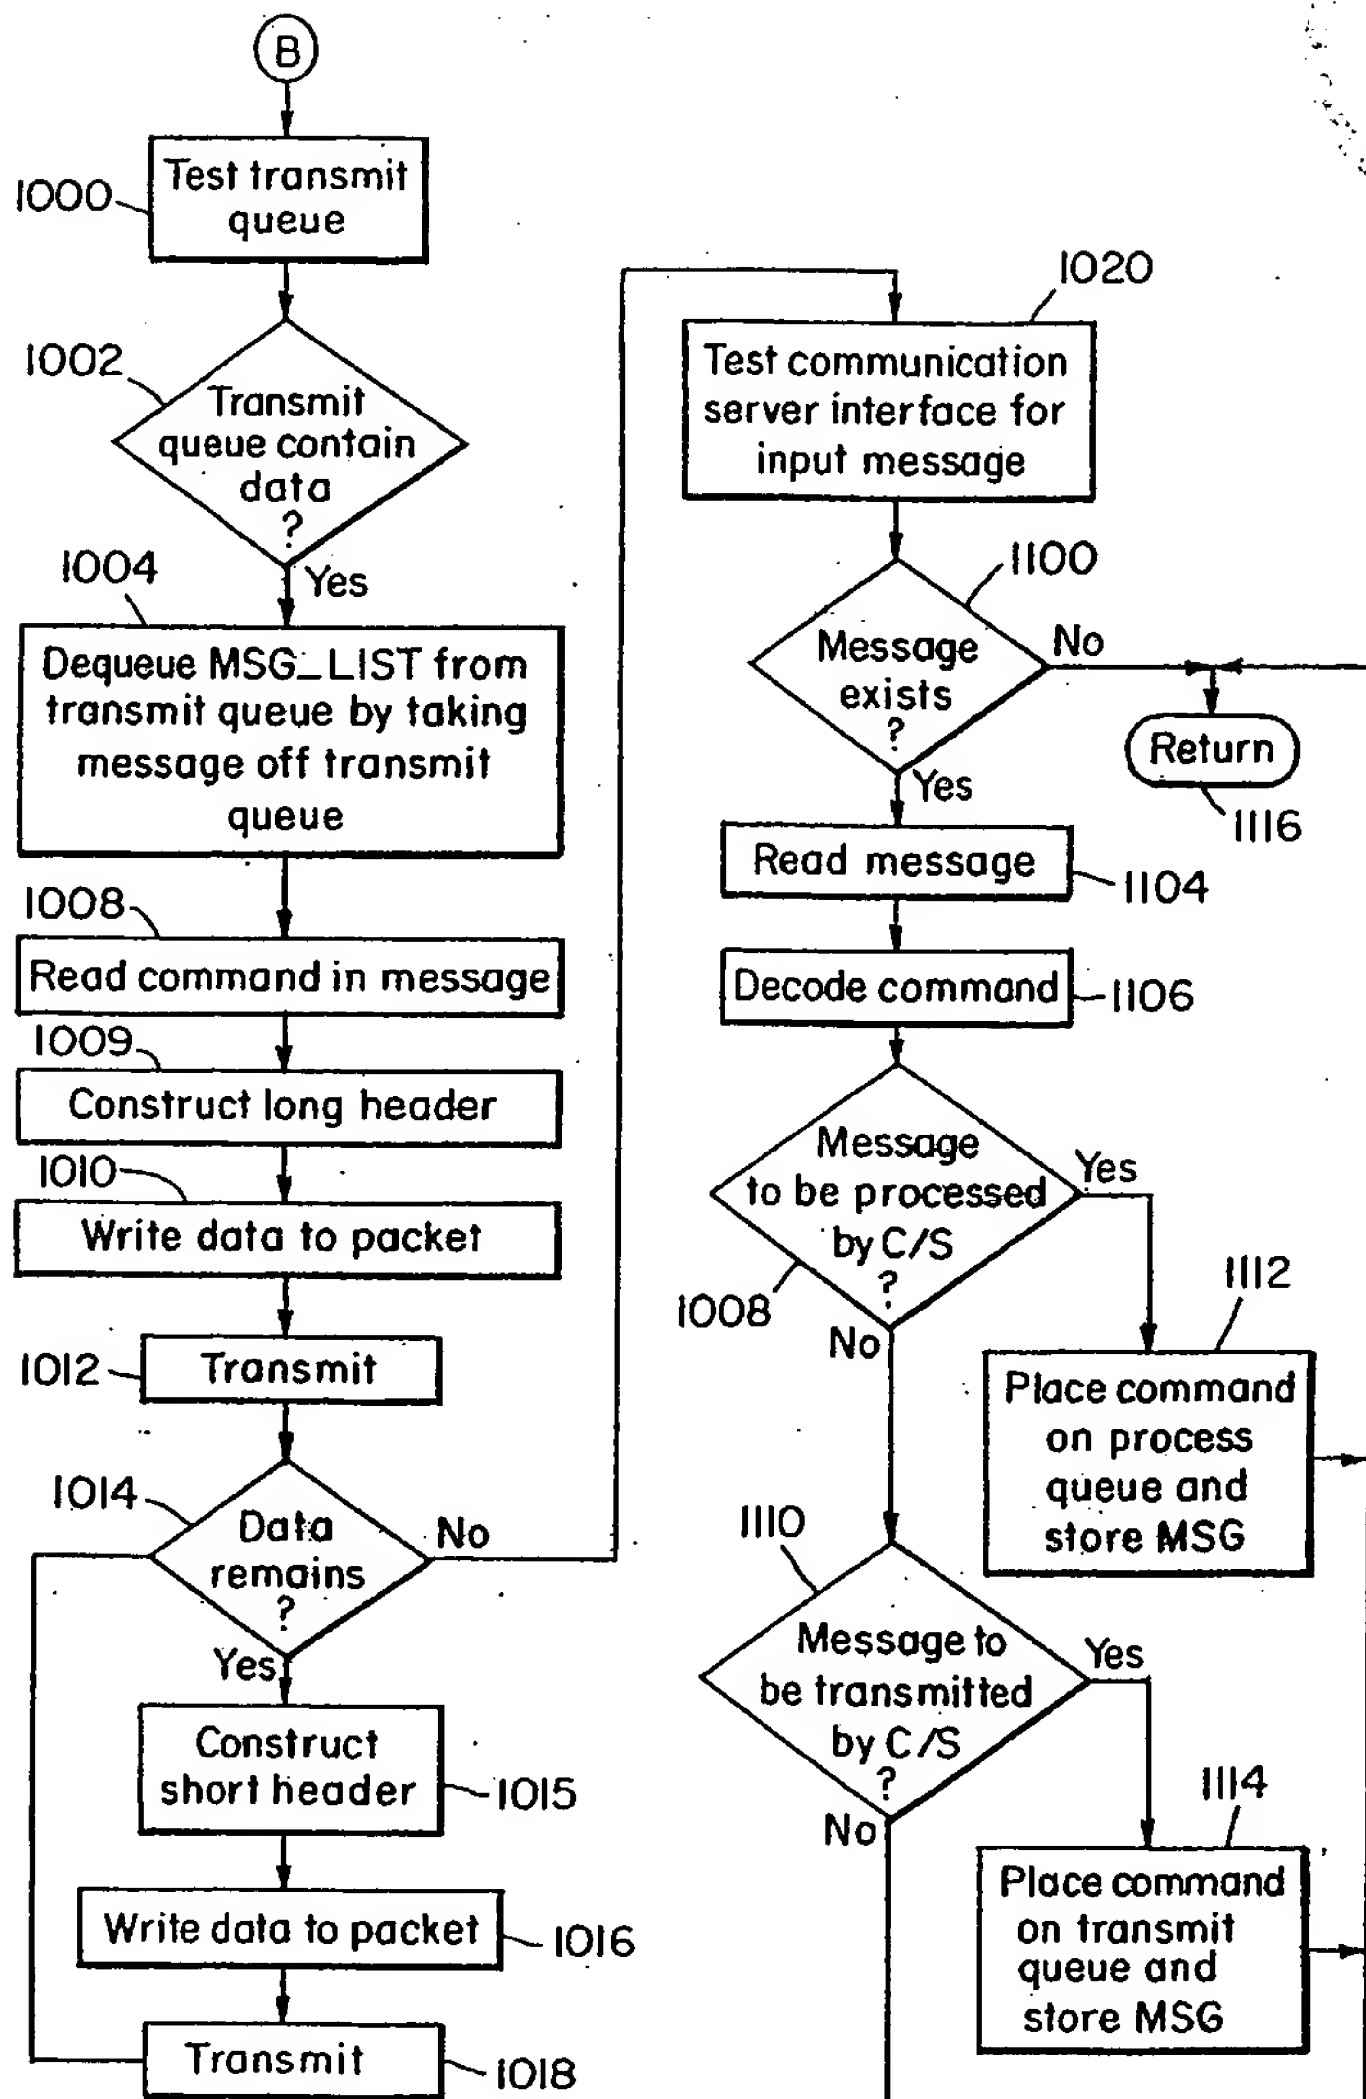 B
1000
Test transmit
queue
1002
Transmit
queue contain
data
?
Yes
1004
Dequeue MSG_LIST from
transmit queue by taking
message off transmit
queue
1008
Read command in message
1009
Construct long header
1010
Write data to packet
1012
Transmit
1014
Data
remains
?
No
Yes
Construct
short header
1015
Write data to packet
1016
Transmit
1018
1020
Test communication
server interface for
input message
1100
Message
exists
?
No
Return
1116
Yes
Read message
1104
Decode command
1106
Message
to be processed
by C/S
?
Yes
1008
No
1112
Place command
on process
queue and
store MSG
1110
Message to
be transmitted
by C/S
?
Yes
No
1114
Place command
on transmit
queue and
store MSG